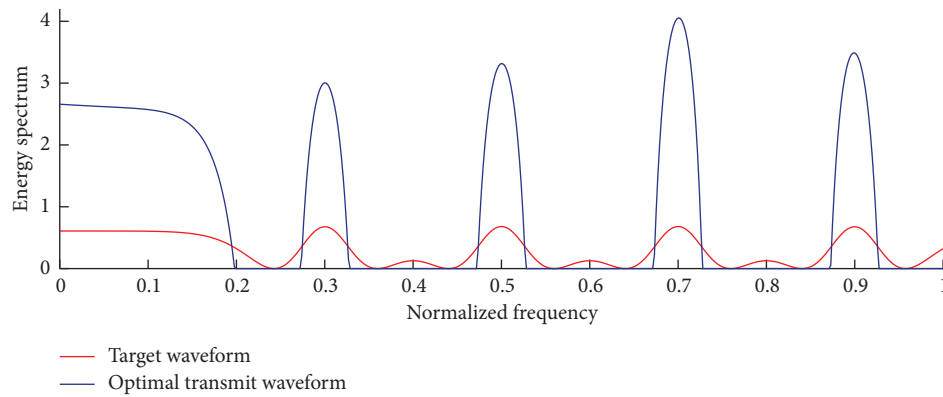 4
3
2
1
0
Energy spectrum
0 0.1 0.2 0.3 0.4 0.5 0.6 0.7 0.8 0.9 1
Normalized frequency
Target waveform
Optimal transmit waveform